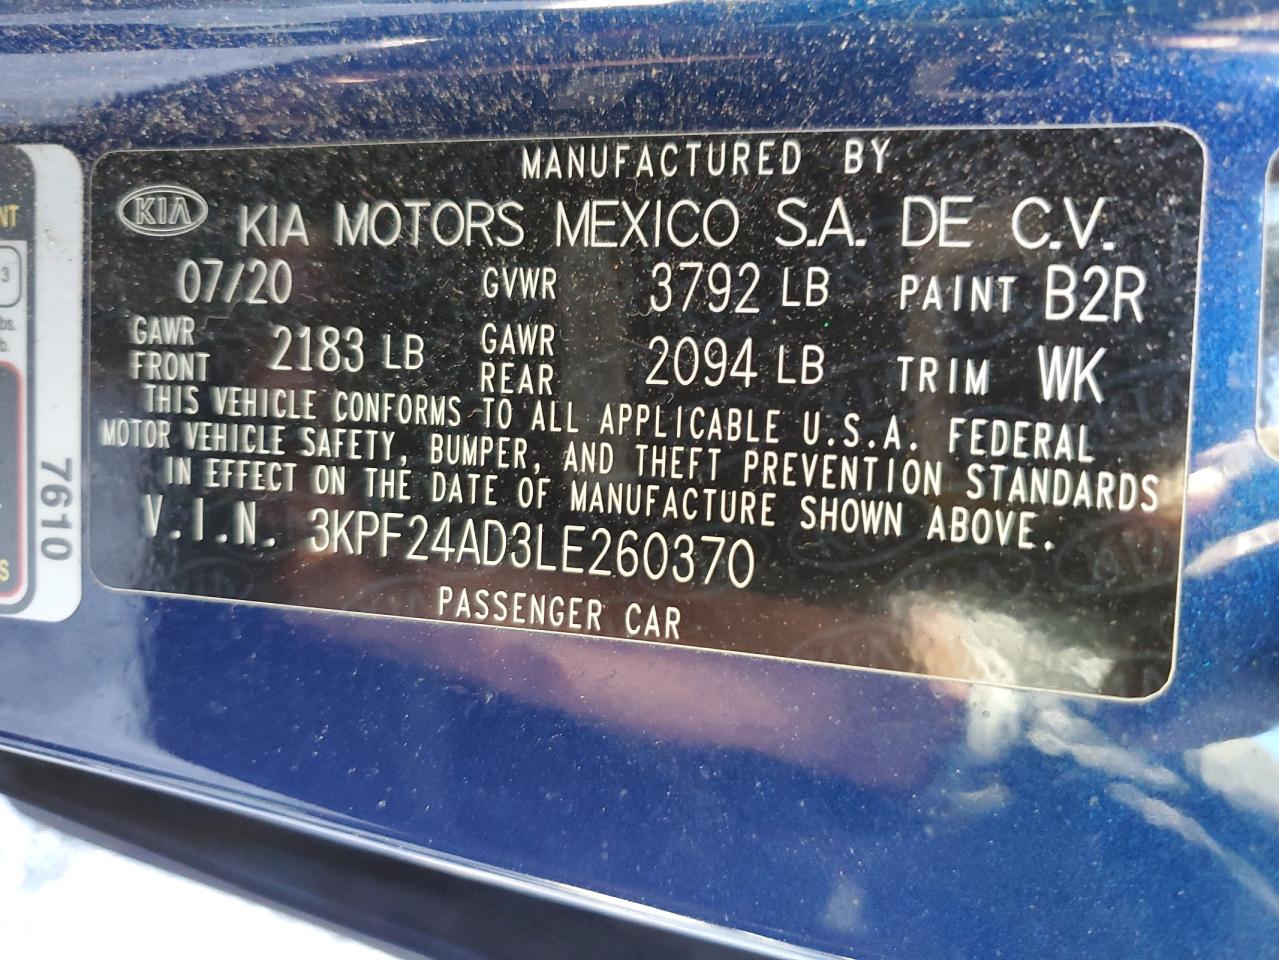 MANUFACTURED BY
KIA KIA MOTORS MEXICO S.A. DE C.V.
07/20 GVWR 3792 LB PAINT B2R
GAWR FRONT 2183 LB GAWR REAR 2094 LB TRIM WK
THIS VEHICLE CONFORMS TO ALL APPLICABLE U.S.A. FEDERAL
MOTOR VEHICLE SAFETY, BUMPER, AND THEFT PREVENTION STANDARDS
IN EFFECT ON THE DATE OF MANUFACTURE SHOWN ABOVE.
V.I.N. 3KPF24AD3LE260370
PASSENGER CAR
7610